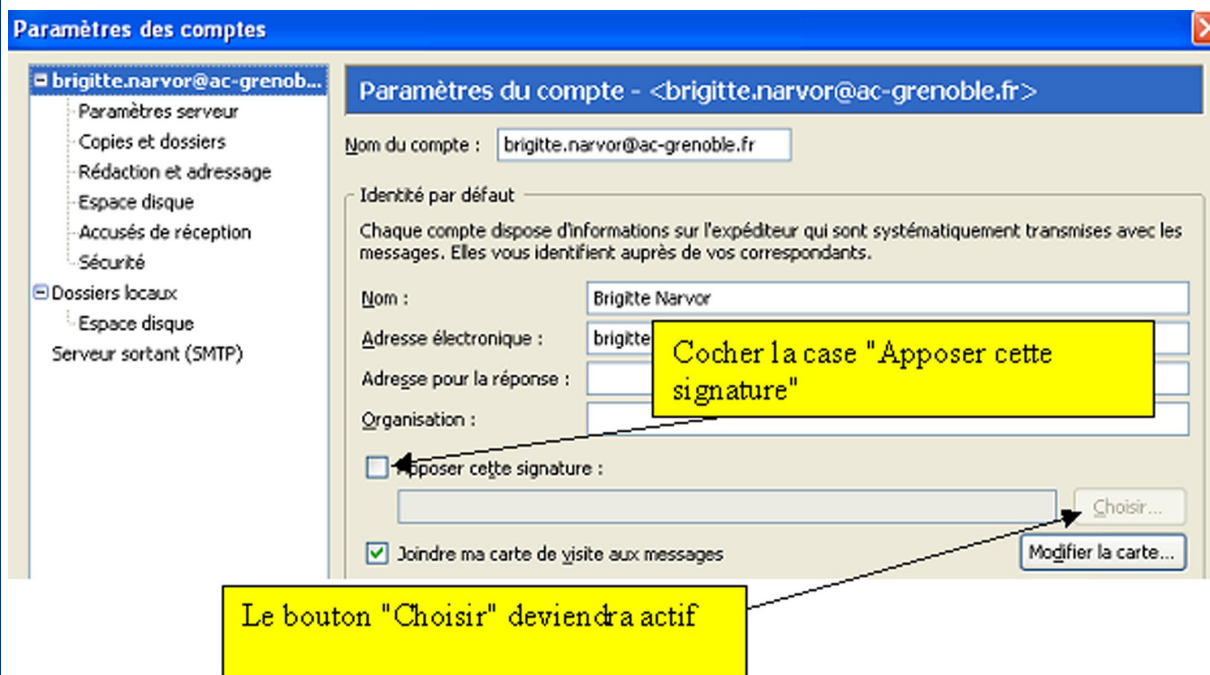 Paramètres des comptes
brigitte.narvor@ac-grenob...
Paramètres serveur
Copies et dossiers
Rédaction et adressage
Espace disque
Accusés de réception
Sécurité
Dossiers locaux
Espace disque
Serveur sortant (SMTP)
Paramètres du compte - <brigitte.narvor@ac-grenoble.fr>
Nom du compte : brigitte.narvor@ac-grenoble.fr
Identité par défaut
Chaque compte dispose d'informations sur l'expéditeur qui sont systématiquement transmises avec les
messages. Elles vous identifient auprès de vos correspondants.
Nom : Brigitte Narvor
Adresse électronique : brigitte
Adresse pour la réponse :
Organisation :
Cocher la case "Apposer cette
signature"
Apposer cette signature :
Choisir...
Joindre ma carte de visite aux messages
Modifier la carte...
Le bouton "Choisir" deviendra actif